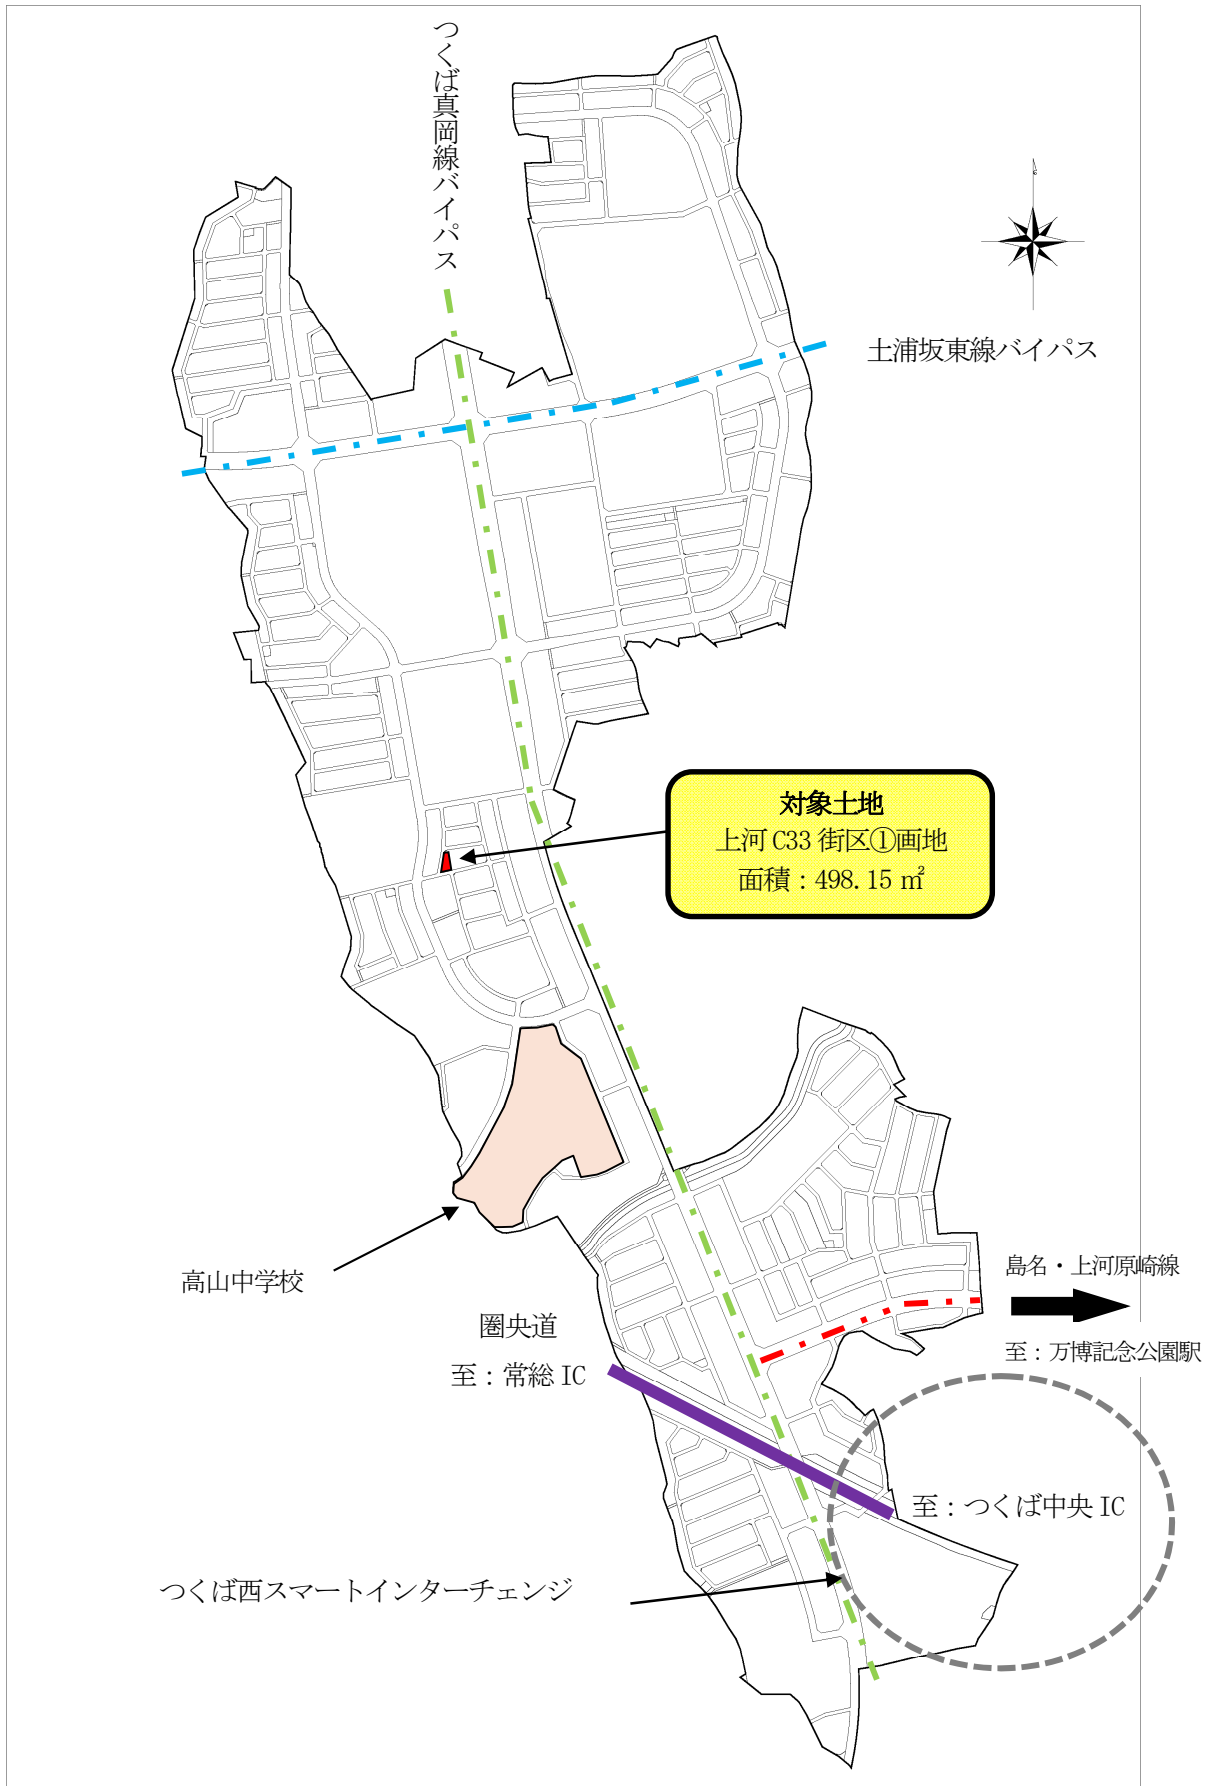 つくば真岡線バイパス
土浦坂東線バイパス
対象土地
上河 C33 街区①画地
面積：498.15 ㎡
高山中学校
島名・上河原崎線
至：万博記念公園駅
圏央道
至：常総 IC
至：つくば中央 IC
つくば西スマートインターチェンジ